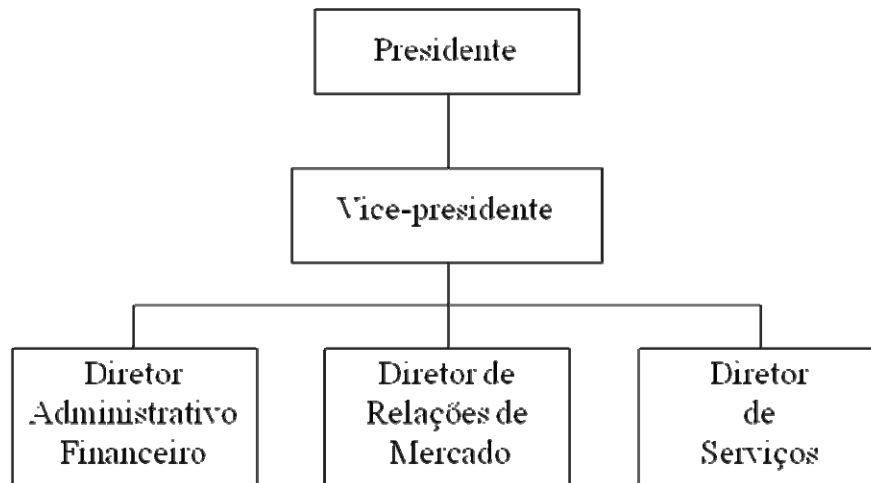 Presidente
Vice-presidente
Diretor
Administrativo
Financeiro
Diretor de
Relações de
Mercado
Diretor
de
Serviços